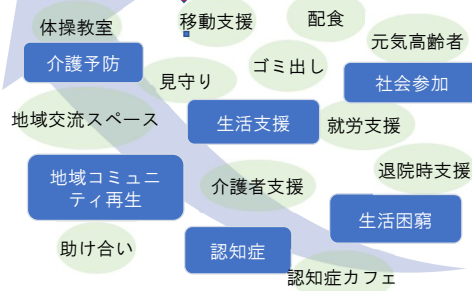 体操教室
移動支援
配食
元気高齢者
介護予防
見守り
ゴミ出し
社会参加
地域交流スペース
生活支援
就労支援
地域コミュニ
ティ再生
介護者支援
退院時支援
生活困窮
助け合い
認知症
認知症カフェ